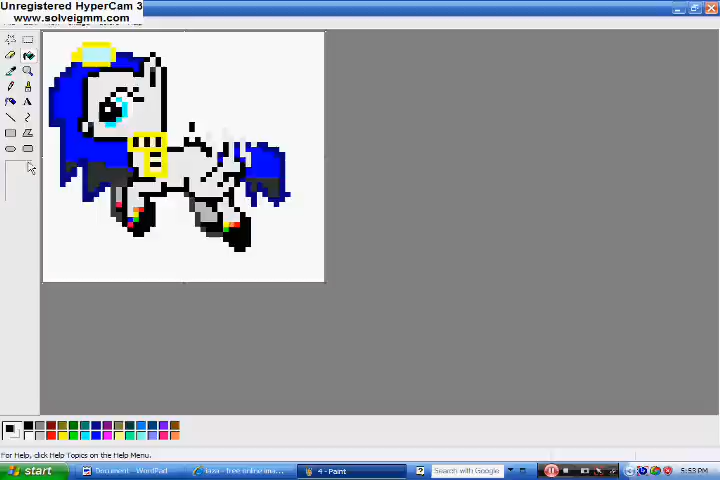 Unregistered HyperCam 3
www.solveigmm.com
A
For Help, click Help Topics on the Help Menu.
start
Document - WordPad
4 - Paint
Search with Google
5:53 PM